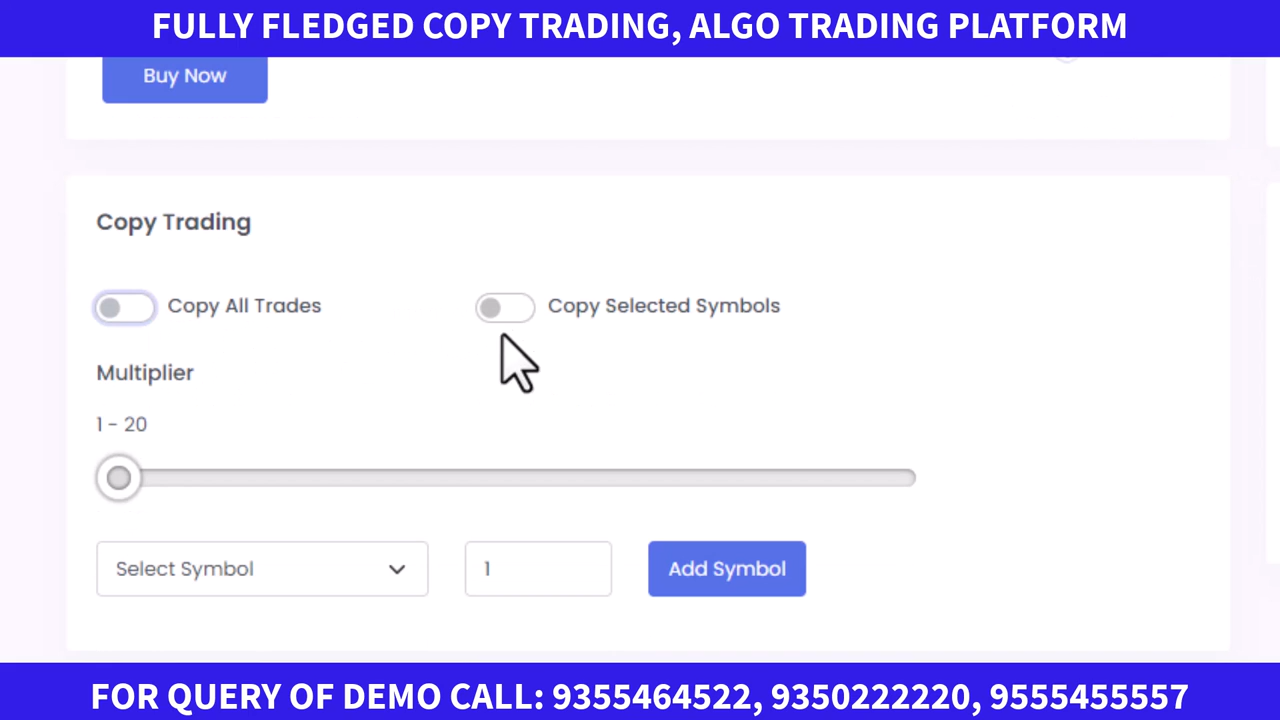 FULLY FLEDGED COPY TRADING, ALGO TRADING PLATFORM
Buy Now
Copy Trading
Copy All Trades
Copy Selected Symbols
Multiplier
1 - 20
Select Symbol
1
Add Symbol
FOR QUERY OF DEMO CALL: 9355464522, 9350222220, 9555455557